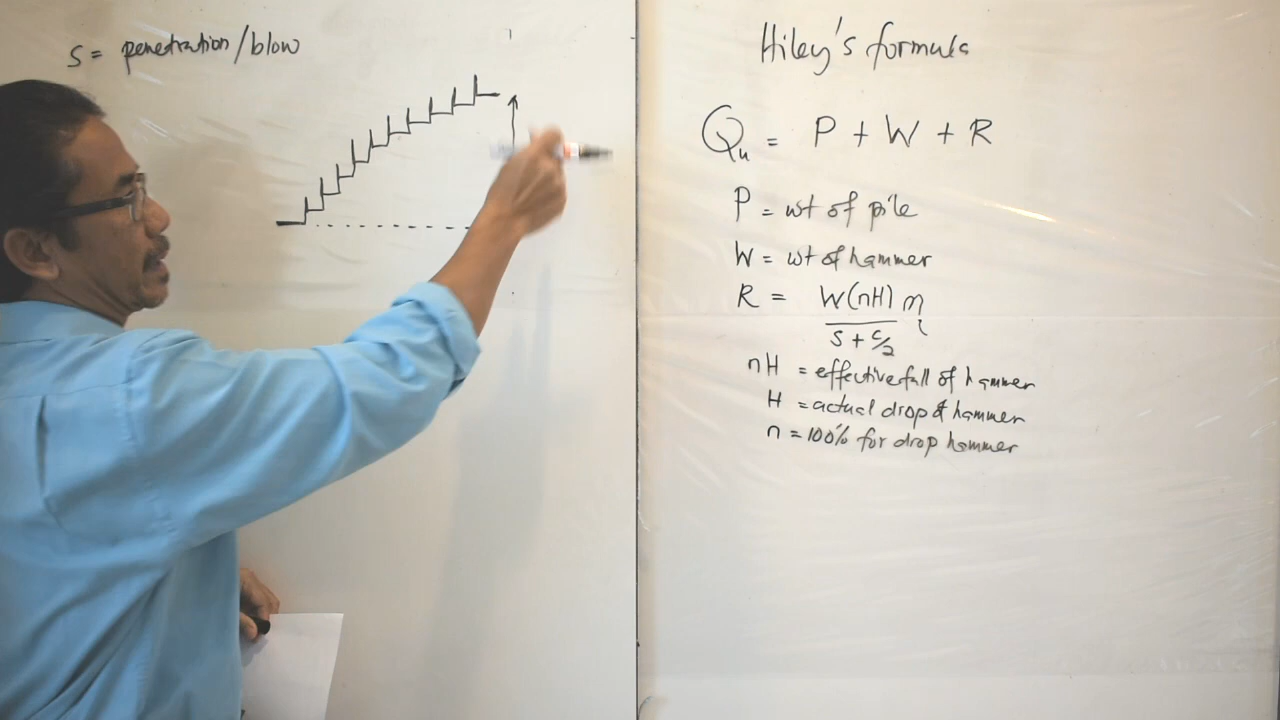 S = penetration/blow
Hiley's formula
Qu = P + W + R
P = wt of pile
W = wt of hammer
R = W(nH) η / S + c/2
nH = effective fall of hammer
H = actual drop of hammer
n = 100% for drop hammer